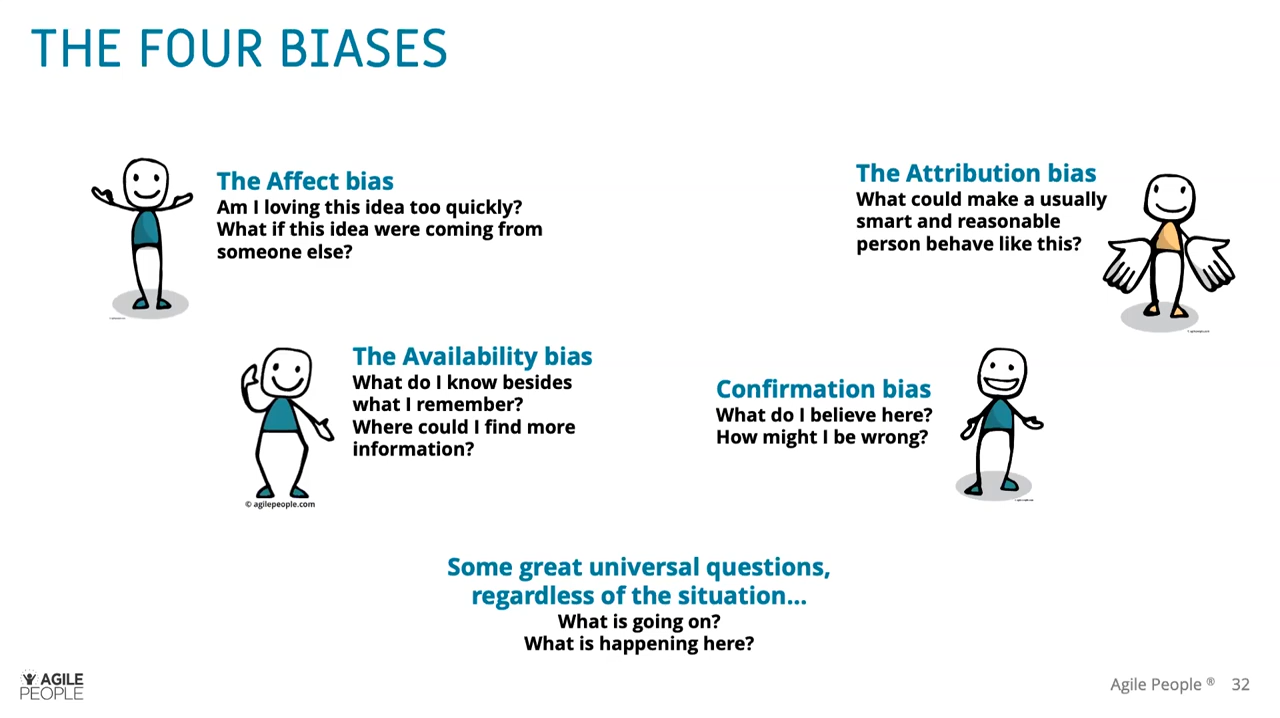 THE FOUR BIASES
The Affect bias
Am I loving this idea too quickly?
What if this idea were coming from
someone else?
The Attribution bias
What could make a usually
smart and reasonable
person behave like this?
The Availability bias
What do I know besides
what I remember?
Where could I find more
information?
© agilepeople.com
Confirmation bias
What do I believe here?
How might I be wrong?
Some great universal questions,
regardless of the situation...
What is going on?
What is happening here?
AGILE
PEOPLE
Agile People ® 32